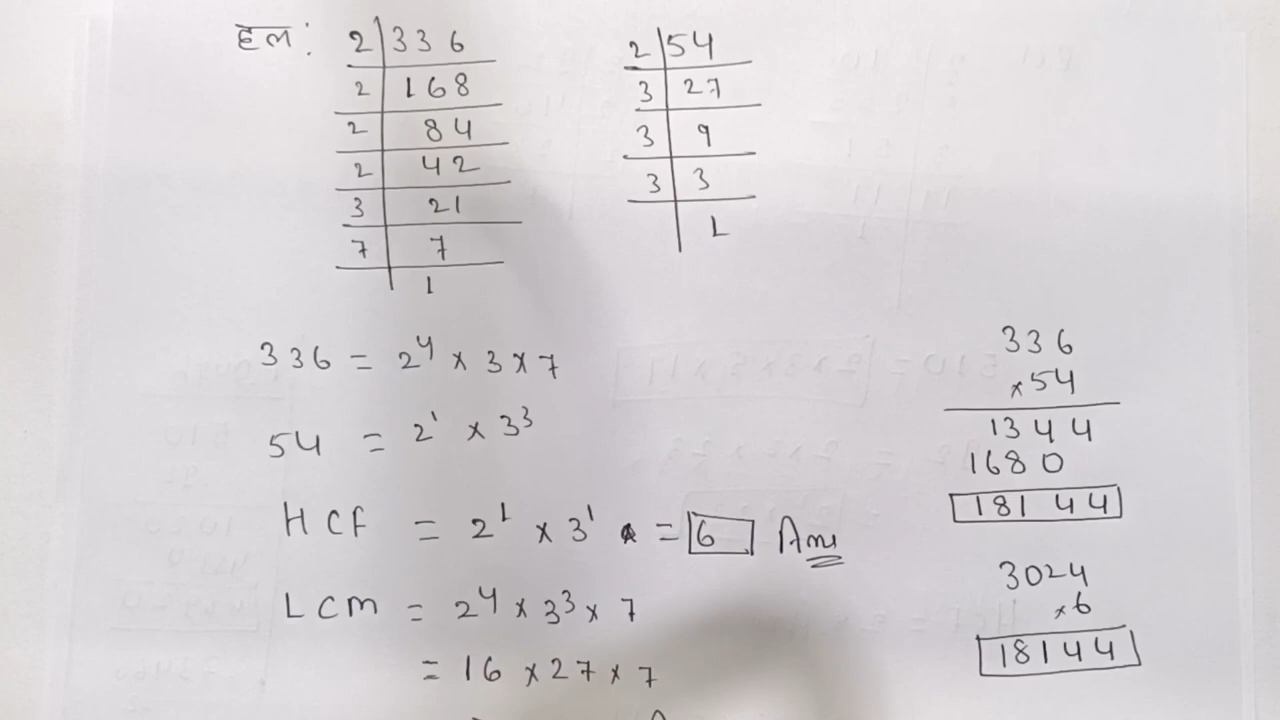 हल :
2 | 336
2 | 168
2 | 84
2 | 42
3 | 21
7 | 7
1
2 | 54
3 | 27
3 | 9
3 | 3
1
336 = 2⁴ × 3 × 7
54 = 2¹ × 3³
HCF = 2¹ × 3¹ = 6 Ans
LCM = 2⁴ × 3³ × 7
= 16 × 27 × 7
336
×54
1344
1680
18144
3024
×6
18144